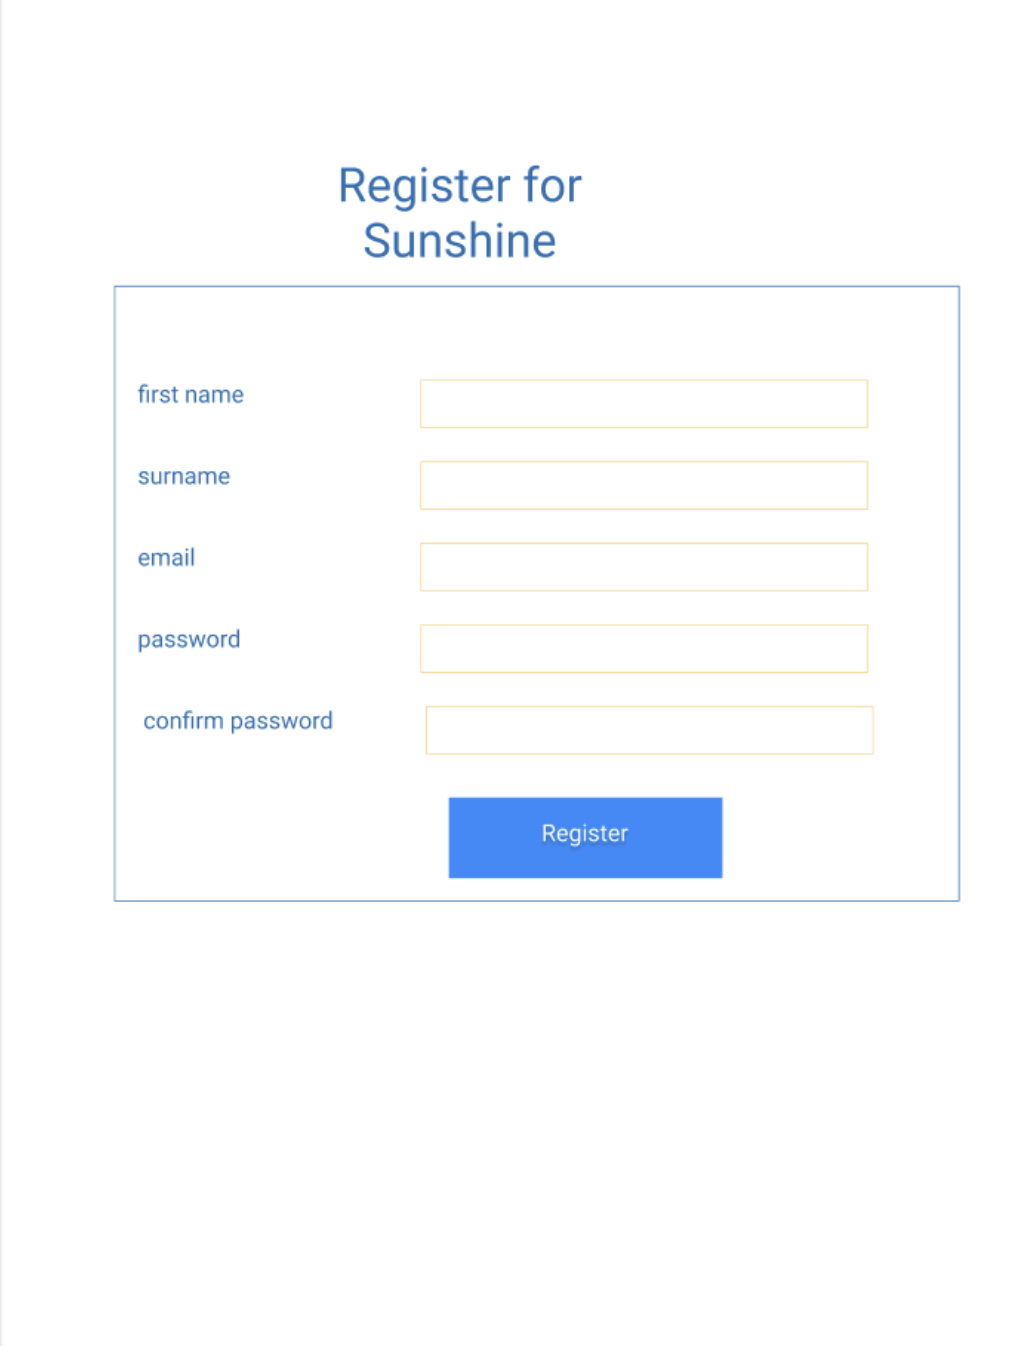 Register for
Sunshine
first name
surname
email
password
confirm password
Register